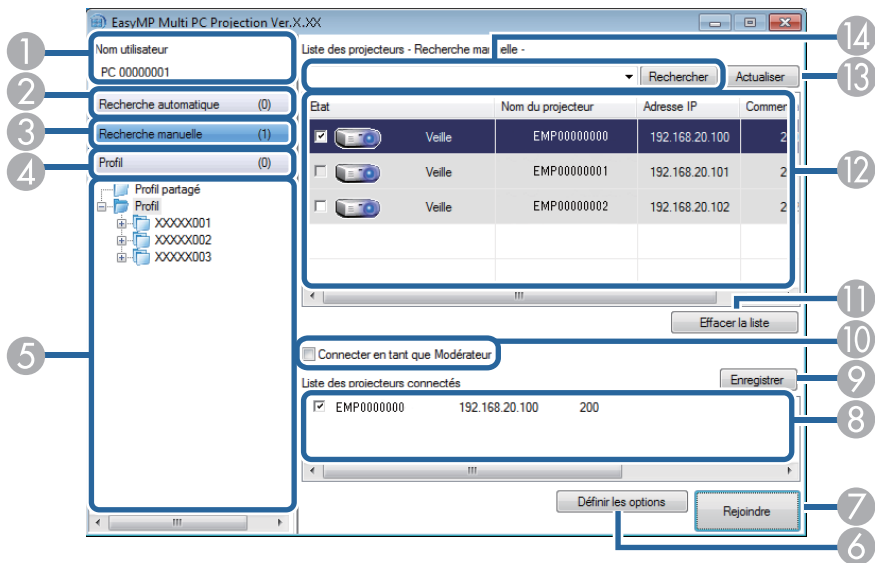 EasyMP Multi PC Projection Ver.X.XX
1
Nom utilisateur
PC 00000001
2
Recherche automatique (0)
3
Recherche manuelle (1)
4
Profil (0)
5
Profil partagé
Profil
XXXXX001
XXXXX002
XXXXX003
Liste des projecteurs - Recherche manuelle -
14
Rechercher
Actualiser
13
Etat Nom du projecteur Adresse IP Commen
12
Veille EMP00000000 192.168.20.100 2
Veille EMP00000001 192.168.20.101 2
Veille EMP00000002 192.168.20.102 2
11
Effacer la liste
10
Connecter en tant que Modérateur
Liste des projecteurs connectés
Enregistrer
9
EMP0000000 192.168.20.100 200
8
Définir les options
Rejoindre
7
6